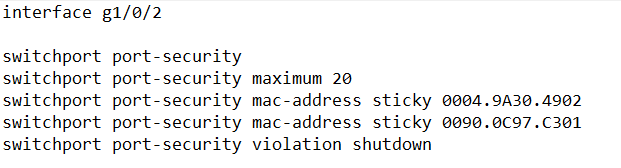 interface g1/0/2
switchport port-security
switchport port-security maximum 20
switchport port-security mac-address sticky 0004.9A30.4902
switchport port-security mac-address sticky 0090.0C97.C301
switchport port-security violation shutdown